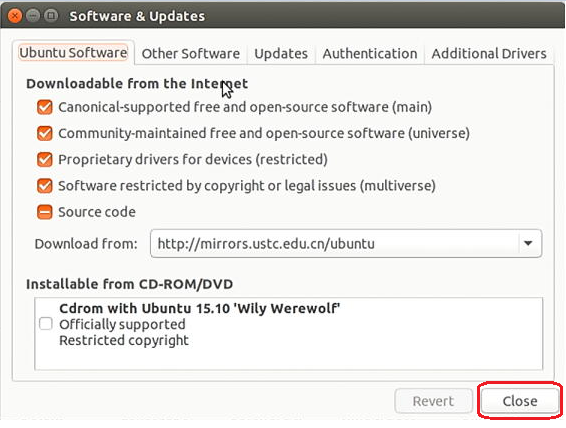 Software & Updates
Ubuntu Software Other Software Updates Authentication Additional Drivers
Downloadable from the Internet
Canonical-supported free and open-source software (main)
Community-maintained free and open-source software (universe)
Proprietary drivers for devices (restricted)
Software restricted by copyright or legal issues (multiverse)
Source code
Download from: http://mirrors.ustc.edu.cn/ubuntu
Installable from CD-ROM/DVD
Cdrom with Ubuntu 15.10 'Wily Werewolf'
Officially supported
Restricted copyright
Revert Close